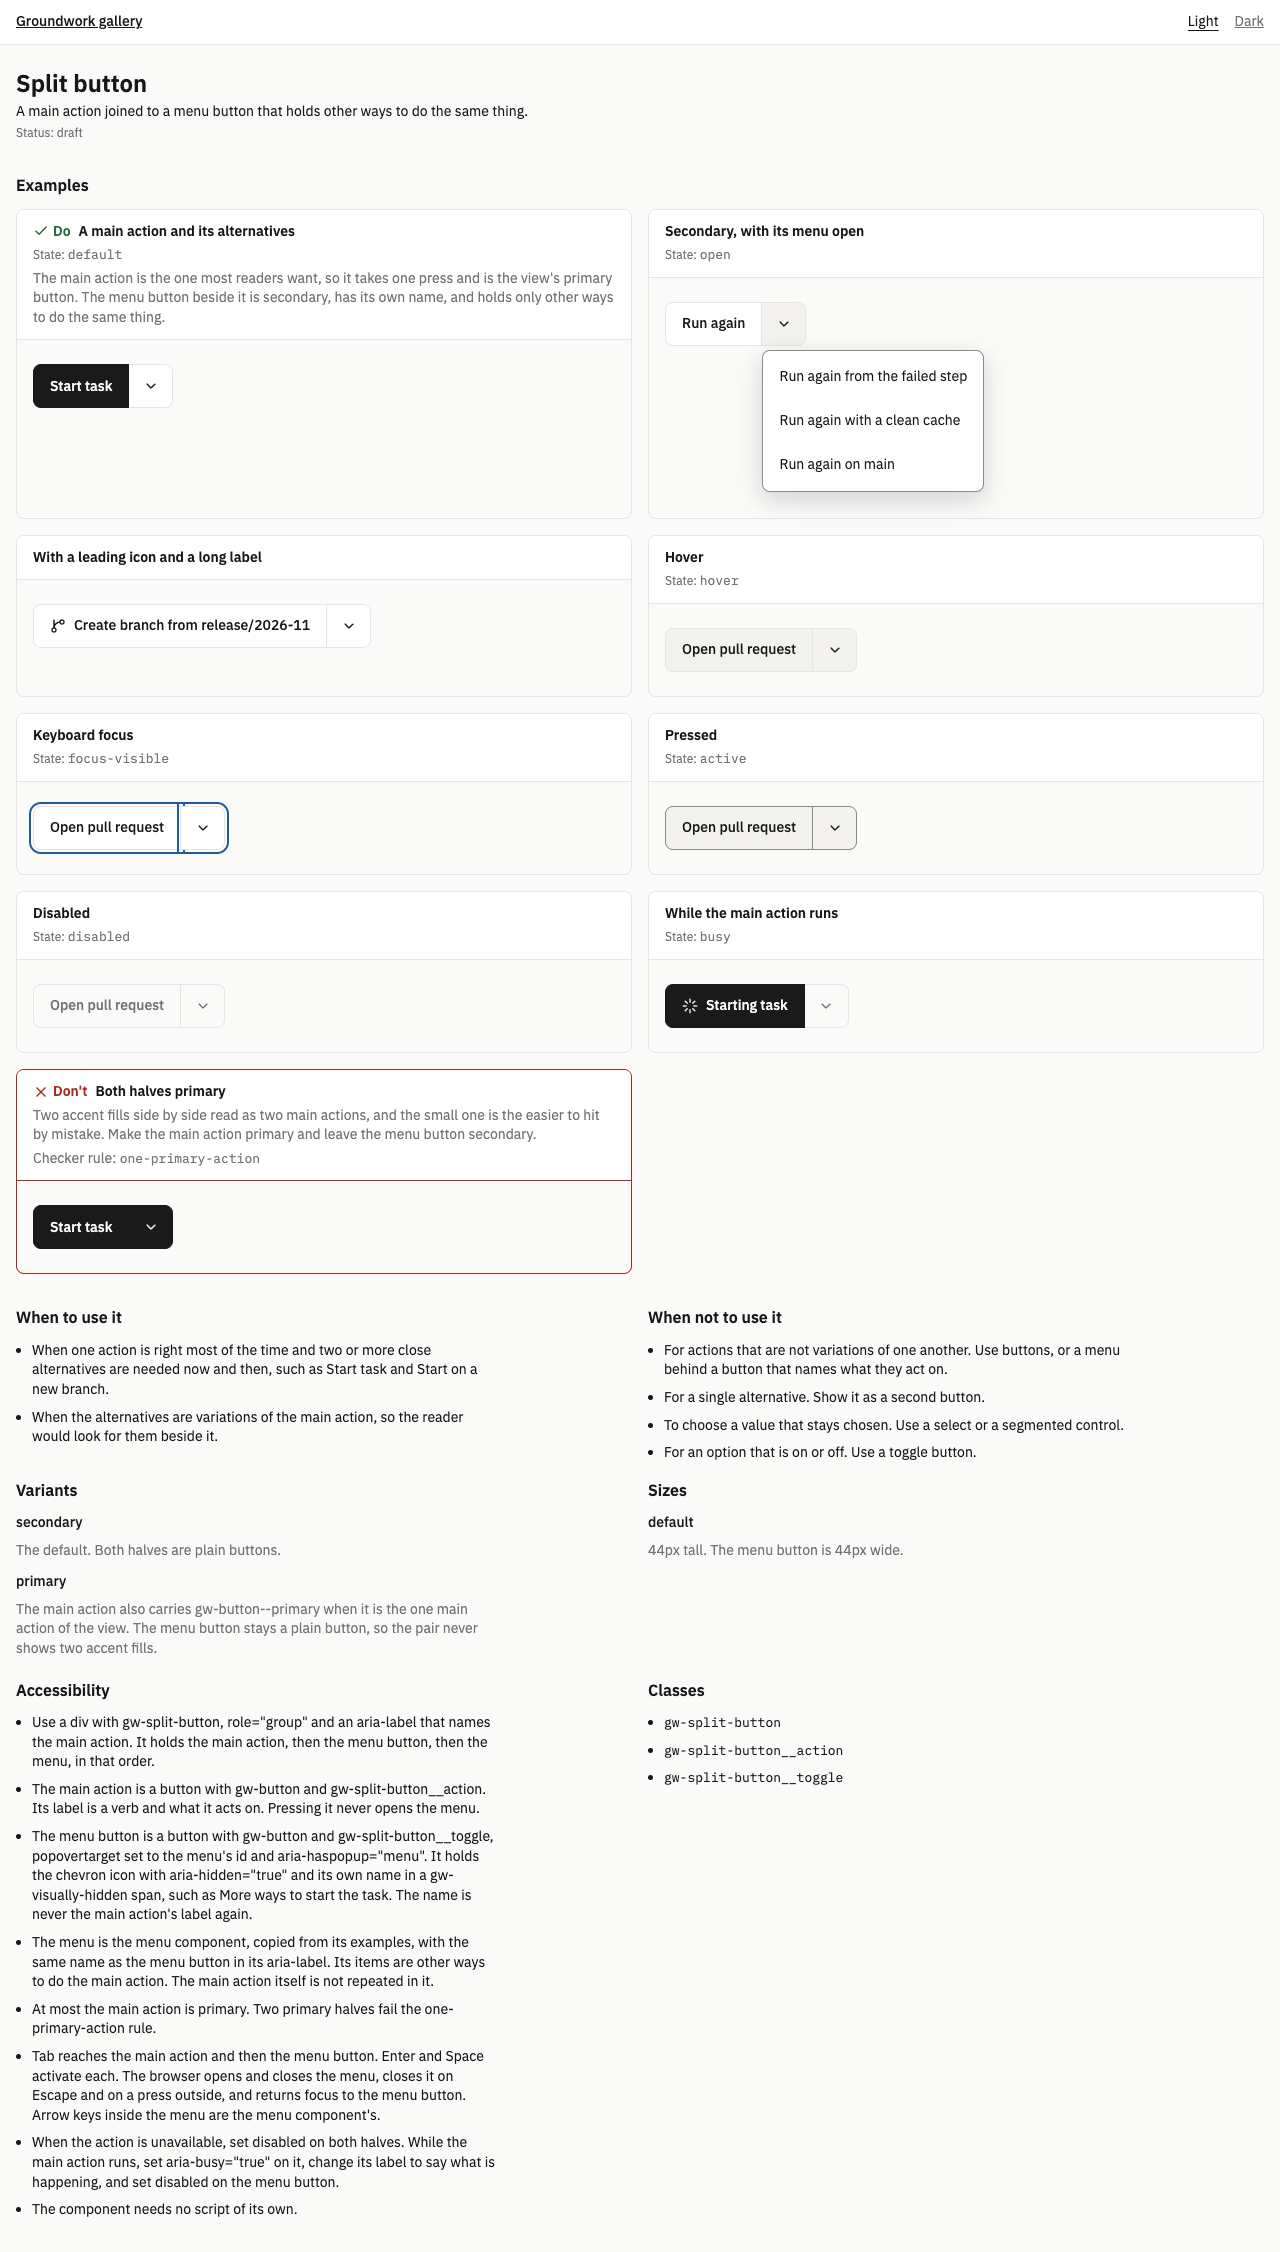 Groundwork gallery
Light
Dark
Split button
A main action joined to a menu button that holds other ways to do the same thing.
Status: draft
Examples
Do A main action and its alternatives
State: default
The main action is the one most readers want, so it takes one press and is the view's primary
button. The menu button beside it is secondary, has its own name, and holds only other ways
to do the same thing.
Start task
Secondary, with its menu open
State: open
Run again
Run again from the failed step
Run again with a clean cache
Run again on main
With a leading icon and a long label
Create branch from release/2026-11
Hover
State: hover
Open pull request
Keyboard focus
State: focus-visible
Open pull request
Pressed
State: active
Open pull request
Disabled
State: disabled
Open pull request
While the main action runs
State: busy
Starting task
Don't Both halves primary
Two accent fills side by side read as two main actions, and the small one is the easier to hit
by mistake. Make the main action primary and leave the menu button secondary.
Checker rule: one-primary-action
Start task
When to use it
When one action is right most of the time and two or more close
alternatives are needed now and then, such as Start task and Start on a
new branch.
When the alternatives are variations of the main action, so the reader
would look for them beside it.
When not to use it
For actions that are not variations of one another. Use buttons, or a menu
behind a button that names what they act on.
For a single alternative. Show it as a second button.
To choose a value that stays chosen. Use a select or a segmented control.
For an option that is on or off. Use a toggle button.
Variants
secondary
The default. Both halves are plain buttons.
primary
The main action also carries gw-button--primary when it is the one main
action of the view. The menu button stays a plain button, so the pair never
shows two accent fills.
Sizes
default
44px tall. The menu button is 44px wide.
Accessibility
Use a div with gw-split-button, role="group" and an aria-label that names
the main action. It holds the main action, then the menu button, then the
menu, in that order.
The main action is a button with gw-button and gw-split-button__action.
Its label is a verb and what it acts on. Pressing it never opens the menu.
The menu button is a button with gw-button and gw-split-button__toggle,
popovertarget set to the menu's id and aria-haspopup="menu". It holds
the chevron icon with aria-hidden="true" and its own name in a gw-
visually-hidden span, such as More ways to start the task. The name is
never the main action's label again.
The menu is the menu component, copied from its examples, with the
same name as the menu button in its aria-label. Its items are other ways
to do the main action. The main action itself is not repeated in it.
At most the main action is primary. Two primary halves fail the one-
primary-action rule.
Tab reaches the main action and then the menu button. Enter and Space
activate each. The browser opens and closes the menu, closes it on
Escape and on a press outside, and returns focus to the menu button.
Arrow keys inside the menu are the menu component's.
When the action is unavailable, set disabled on both halves. While the
main action runs, set aria-busy="true" on it, change its label to say what is
happening, and set disabled on the menu button.
The component needs no script of its own.
Classes
gw-split-button
gw-split-button__action
gw-split-button__toggle